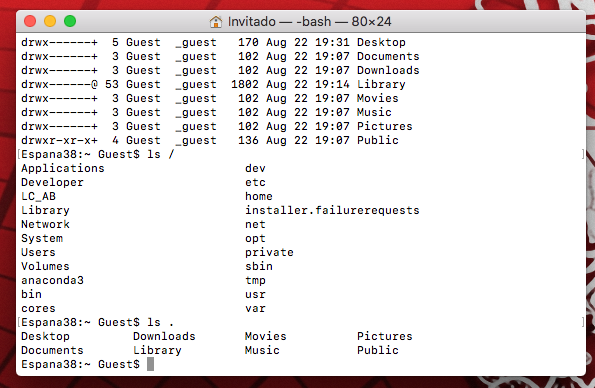 Invitado — -bash — 80×24
drwx------+ 5 Guest _guest 170 Aug 22 19:31 Desktop
drwx------+ 3 Guest _guest 102 Aug 22 19:07 Documents
drwx------+ 3 Guest _guest 102 Aug 22 19:07 Downloads
drwx------@ 53 Guest _guest 1802 Aug 22 19:14 Library
drwx------+ 3 Guest _guest 102 Aug 22 19:07 Movies
drwx------+ 3 Guest _guest 102 Aug 22 19:07 Music
drwx------+ 3 Guest _guest 102 Aug 22 19:07 Pictures
drwxr-xr-x+ 4 Guest _guest 136 Aug 22 19:07 Public
[Espana38:~ Guest$ ls / ]
Applications dev
Developer etc
LC_AB home
Library installer.failurerequests
Network net
System opt
Users private
Volumes sbin
anaconda3 tmp
bin usr
cores var
[Espana38:~ Guest$ ls . ]
Desktop Downloads Movies Pictures
Documents Library Music Public
Espana38:~ Guest$